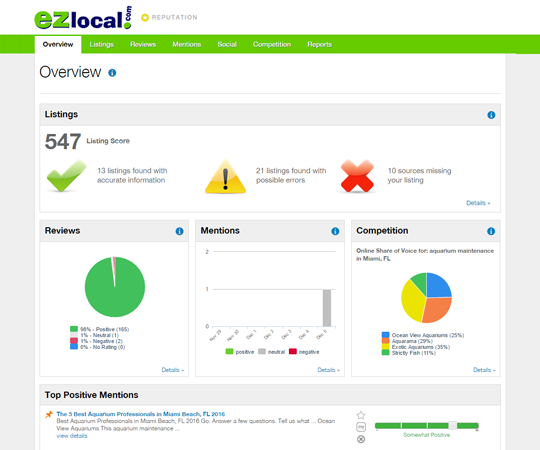 ezlocal.com REPUTATION
Overview Listings Reviews Mentions Social Competition Reports
Overview
Listings
547 Listing Score
13 listings found with
accurate information
21 listings found with
possible errors
10 sources missing
your listing
Details »
Reviews
98% - Positive (165)
1% - Neutral (1)
1% - Negative (2)
0% - No Rating (0)
Details »
Mentions
2
1
0
Nov 29 Nov 30 Dec 1 Dec 2 Dec 3 Dec 4 Dec 5
positive neutral negative
Details »
Competition
Online Share of Voice for: aquarium maintenance
in Miami, FL
Ocean View Aquariums (25%)
Aquarama (29%)
Exotic Aquariums (35%)
Strictly Fish (11%)
Details »
Top Positive Mentions
The 5 Best Aquarium Professionals in Miami Beach, FL 2016
Best Aquarium Professionals in Miami Beach, FL 2016 Go. Answer a few questions. Tell us what ... Ocean
View Aquariums This aquarium maintenance ...
view details
my
Somewhat Positive